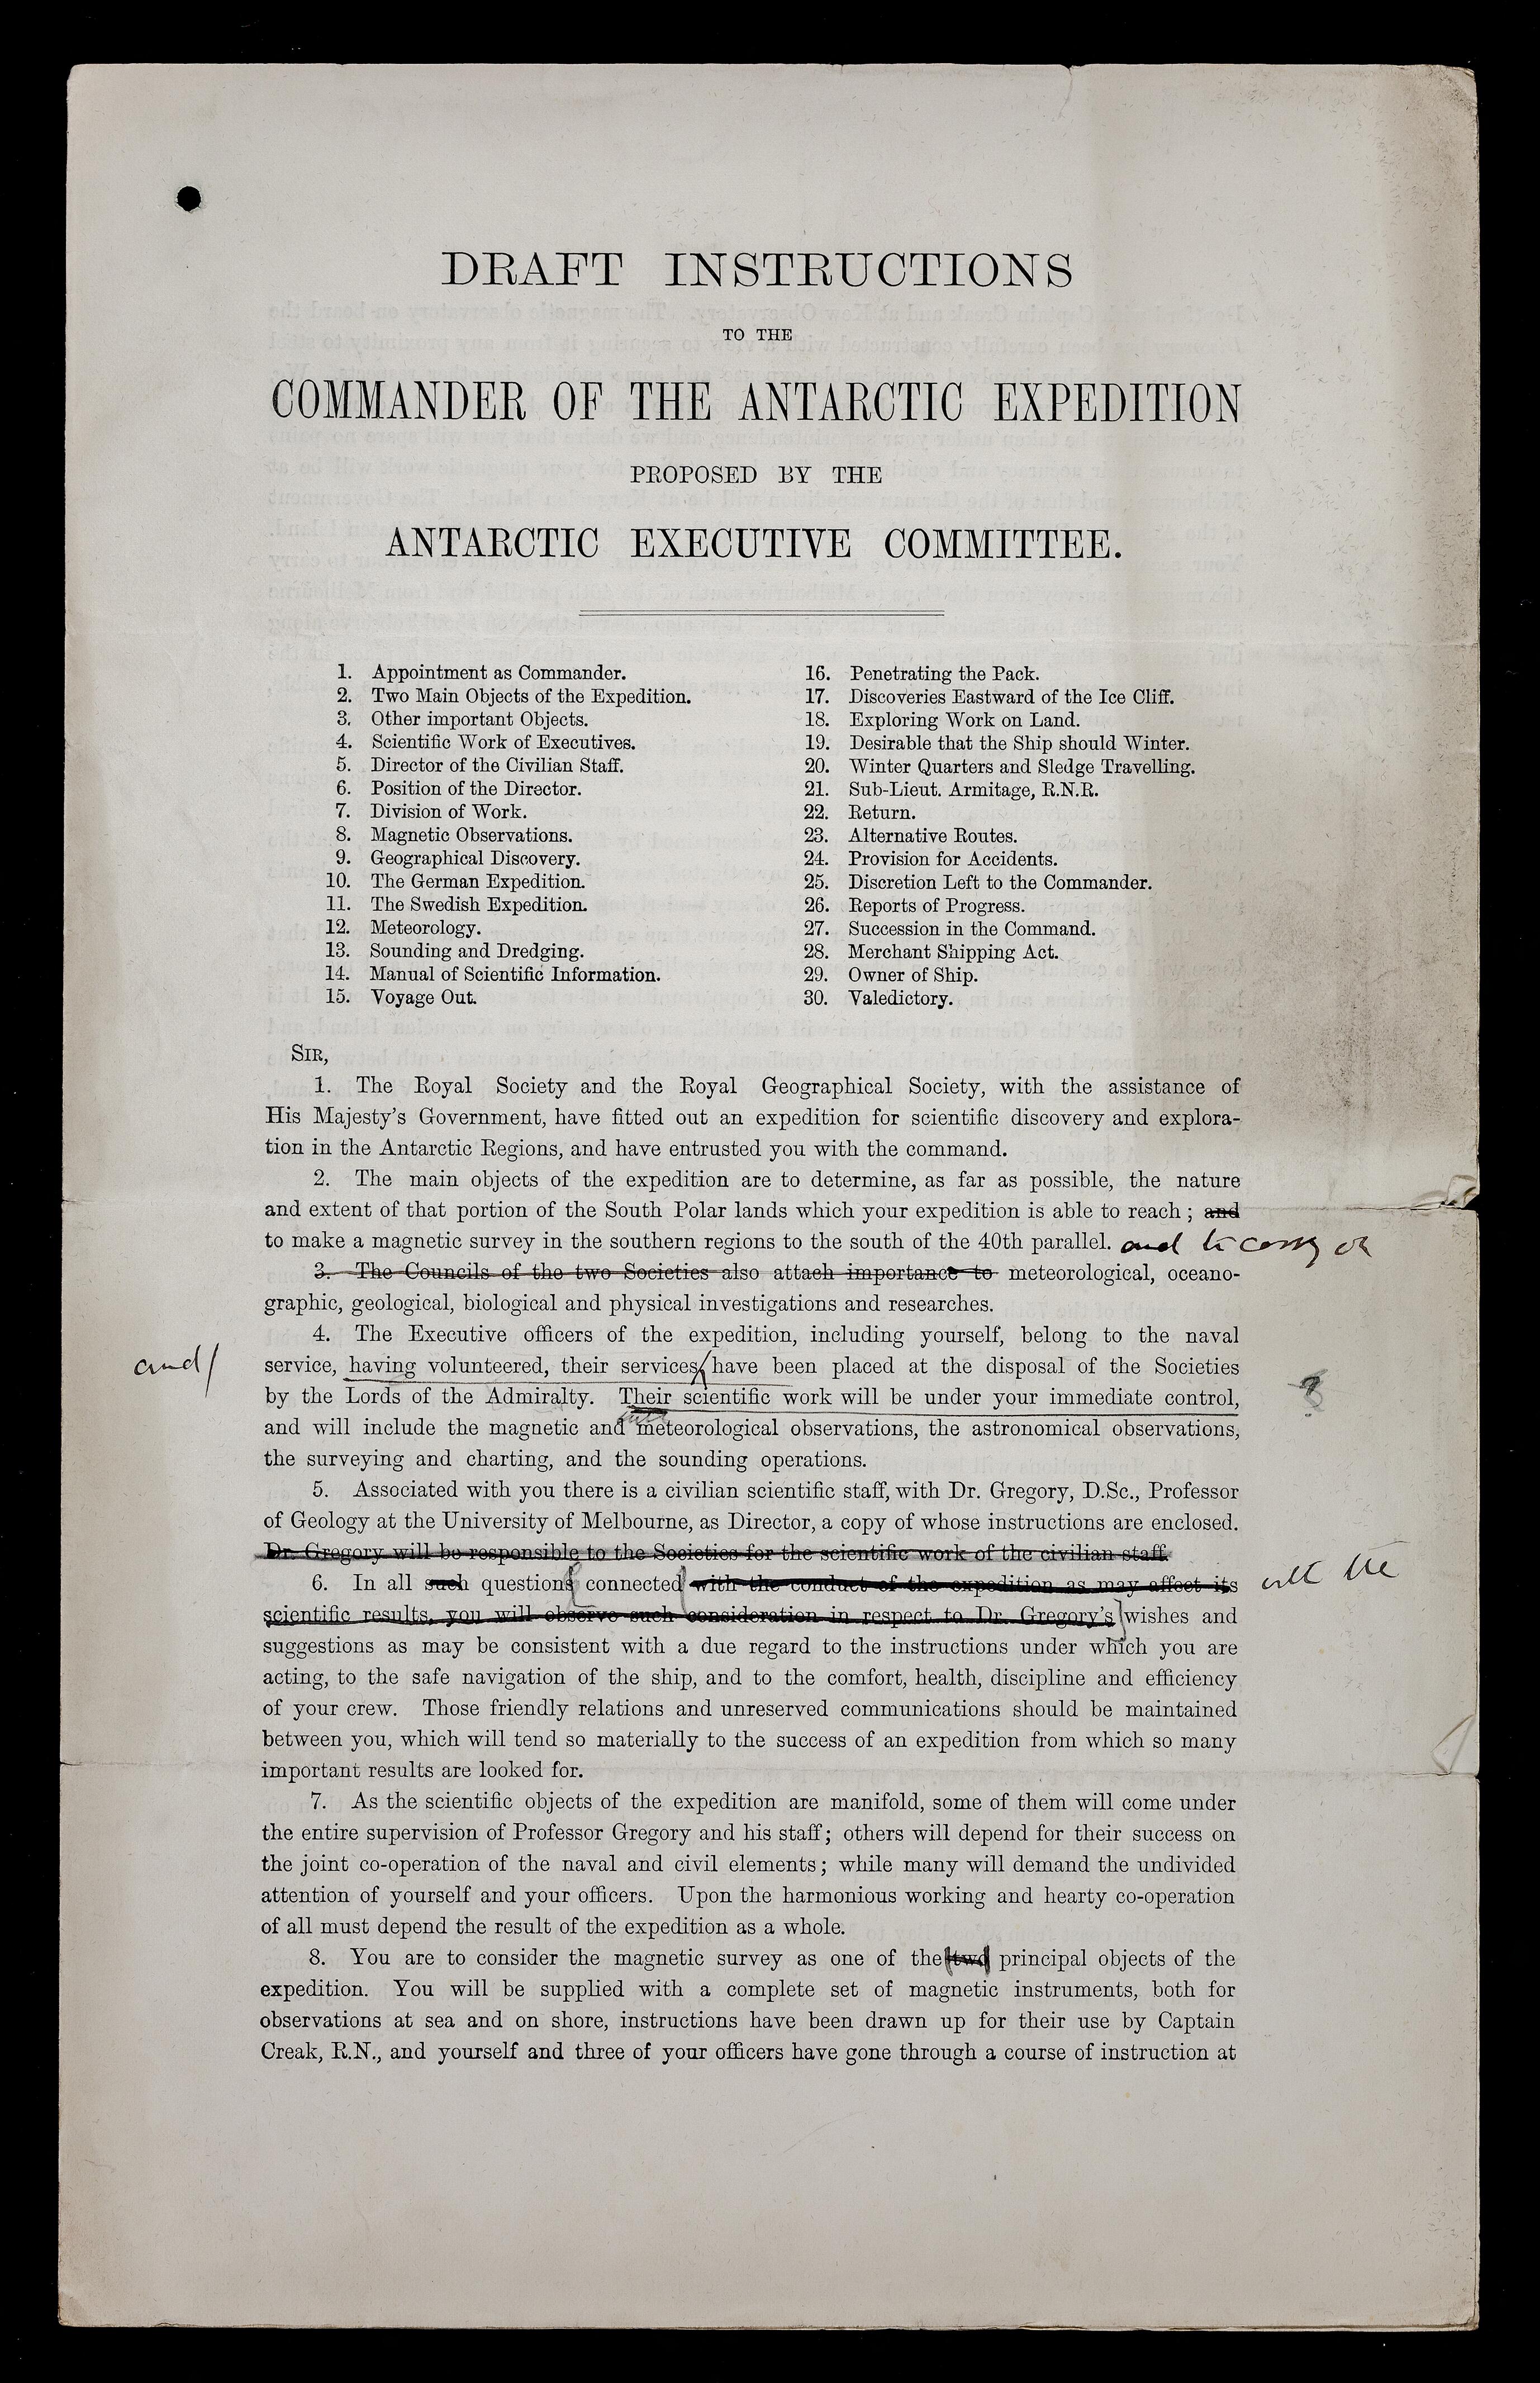 DRAFT INSTRUCTIONS
TO THE
COMMANDER OF THE ANTARCTIC EXPEDITION
PROPOSED BY THE
ANTARCTIC EXECUTIVE COMMITTEE.
1. Appointment as Commander.
2. Two Main Objects of the Expedition.
3. Other important Objects.
4. Scientific Work of Executives.
5. Director of the Civilian Staff.
6. Position of the Director.
7. Division of Work.
8. Magnetic Observations.
9. Geographical Discovery.
10. The German Expedition.
11. The Swedish Expedition.
12. Meteorology.
13. Sounding and Dredging.
14. Manual of Scientific Information.
15. Voyage Out.
16. Penetrating the Pack.
17. Discoveries Eastward of the Ice Cliff.
18. Exploring Work on Land.
19. Desirable that the Ship should Winter.
20. Winter Quarters and Sledge Travelling.
21. Sub-Lieut. Armitage, R.N.R.
22. Return.
23. Alternative Routes.
24. Provision for Accidents.
25. Discretion Left to the Commander.
26. Reports of Progress.
27. Succession in the Command.
28. Merchant Shipping Act.
29. Owner of Ship.
30. Valedictory.
SIR,
1. The Royal Society and the Royal Geographical Society, with the assistance of
His Majesty's Government, have fitted out an expedition for scientific discovery and explora-
tion in the Antarctic Regions, and have entrusted you with the command.
2. The main objects of the expedition are to determine, as far as possible, the nature
and extent of that portion of the South Polar lands which your expedition is able to reach; and
to make a magnetic survey in the southern regions to the south of the 40th parallel. and to carry on
3. The Councils of the two Societies also attach importance to meteorological, oceano-
graphic, geological, biological and physical investigations and researches.
4. The Executive officers of the expedition, including yourself, belong to the naval
and/
service, having volunteered, their services have been placed at the disposal of the Societies
by the Lords of the Admiralty. Their scientific work will be under your immediate control,
?
and will include the magnetic and meteorological observations, the astronomical observations,
the surveying and charting, and the sounding operations.
5. Associated with you there is a civilian scientific staff, with Dr. Gregory, D.Sc., Professor
of Geology at the University of Melbourne, as Director, a copy of whose instructions are enclosed.
Dr. Gregory will be responsible to the Societies for the scientific work of the civilian staff.
6. In all such questions connected with the conduct of the expedition as may affect its
with the
scientific results, you will observe such consideration in respect to Dr. Gregory's wishes and
suggestions as may be consistent with a due regard to the instructions under which you are
acting, to the safe navigation of the ship, and to the comfort, health, discipline and efficiency
of your crew. Those friendly relations and unreserved communications should be maintained
between you, which will tend so materially to the success of an expedition from which so many
important results are looked for.
7. As the scientific objects of the expedition are manifold, some of them will come under
the entire supervision of Professor Gregory and his staff; others will depend for their success on
the joint co-operation of the naval and civil elements; while many will demand the undivided
attention of yourself and your officers. Upon the harmonious working and hearty co-operation
of all must depend the result of the expedition as a whole.
8. You are to consider the magnetic survey as one of the two principal objects of the
expedition. You will be supplied with a complete set of magnetic instruments, both for
observations at sea and on shore, instructions have been drawn up for their use by Captain
Creak, R.N., and yourself and three of your officers have gone through a course of instruction at